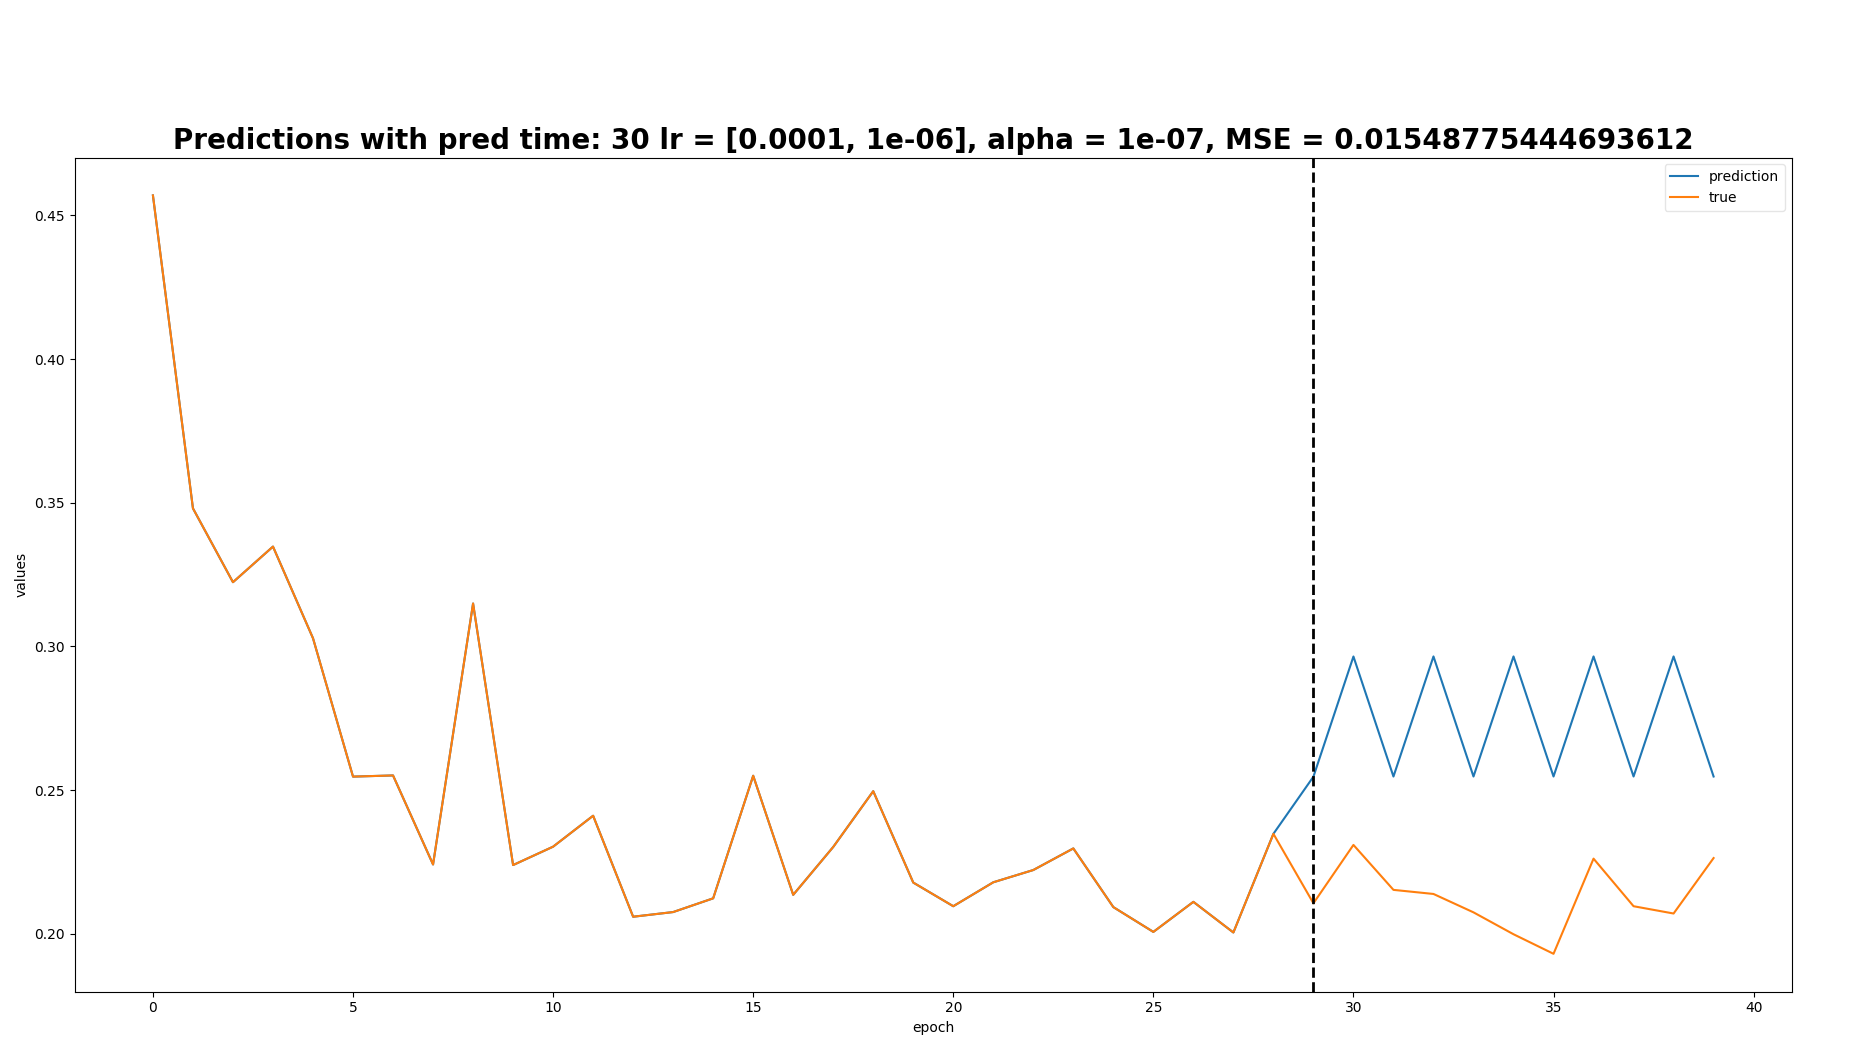 Predictions with pred time: 30 lr = [0.0001, 1e-06], alpha = 1e-07, MSE = 0.01548775444693612
prediction
true
0.45
0.40
0.35
0.30
0.25
0.20
values
0 5 10 15 20 25 30 35 40
epoch